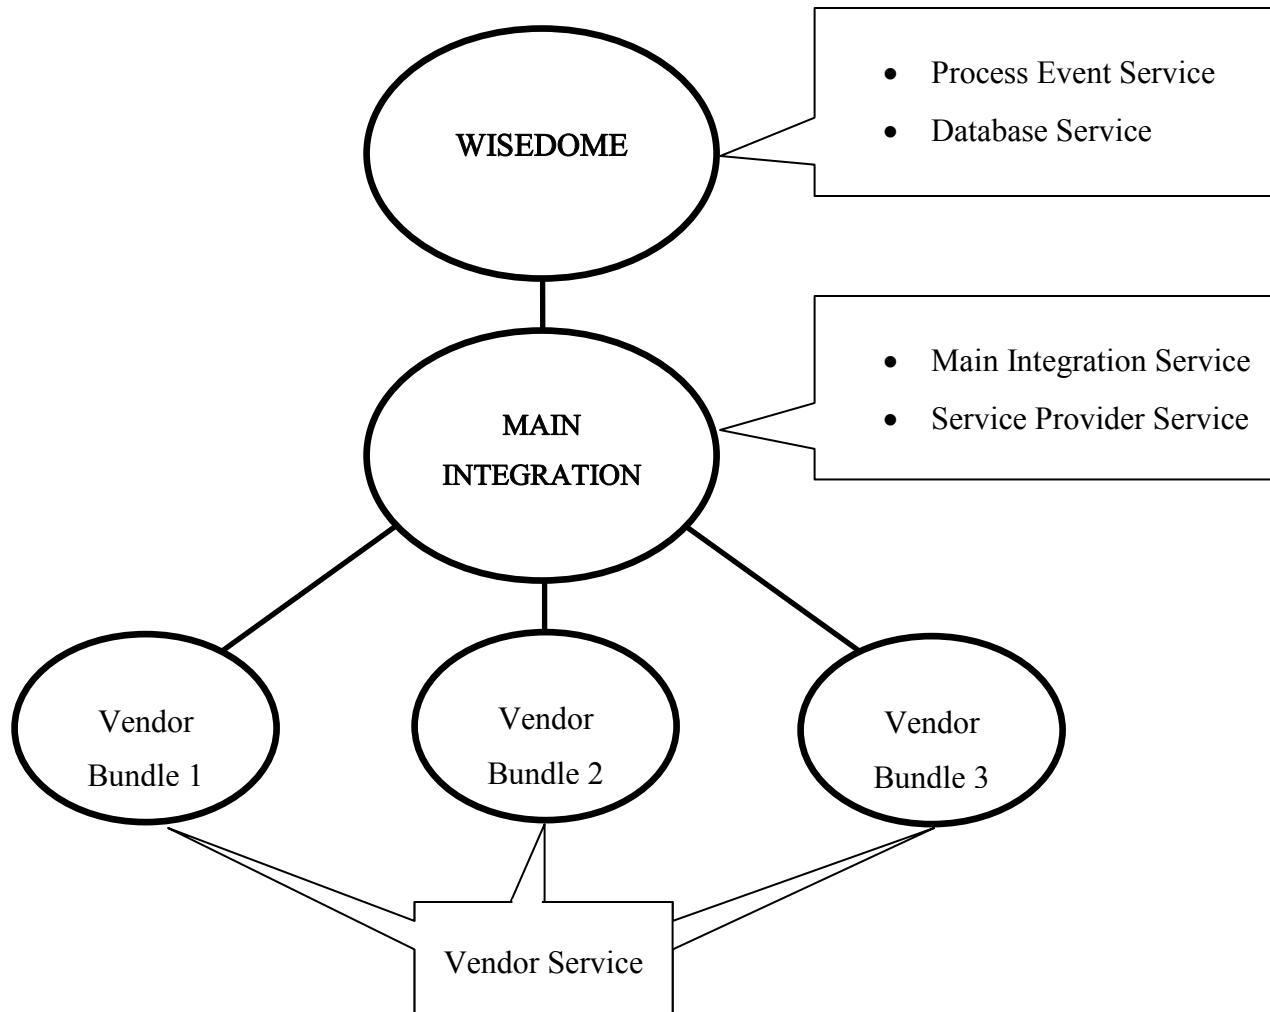 WISEDOME
• Process Event Service
• Database Service
MAIN
INTEGRATION
• Main Integration Service
• Service Provider Service
Vendor
Bundle 1
Vendor
Bundle 2
Vendor
Bundle 3
Vendor Service